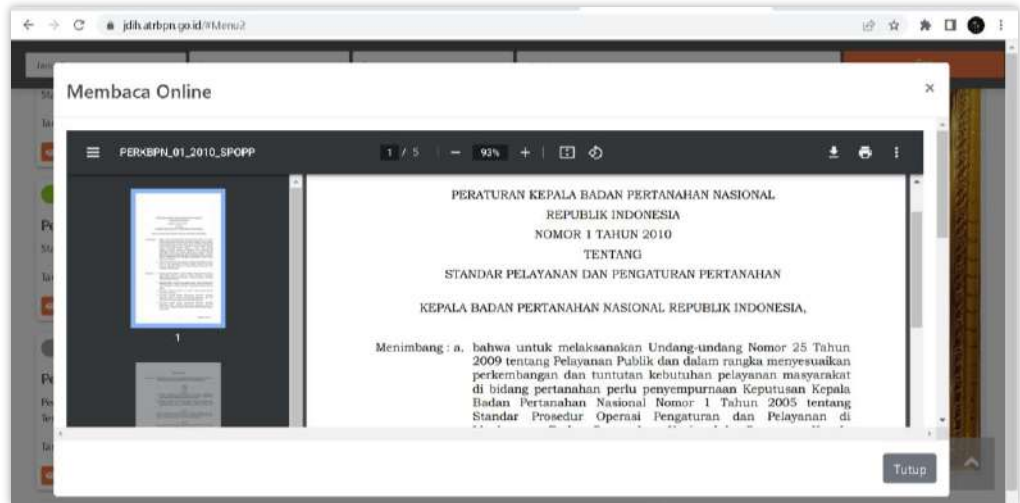 jdih.atrbpn.go.id/#Menu2
Membaca Online
×
PERKBPN_01_2010_SPOPP
1 / 5
93%
PERATURAN KEPALA BADAN PERTANAHAN NASIONAL
REPUBLIK INDONESIA
NOMOR 1 TAHUN 2010
TENTANG
STANDAR PELAYANAN DAN PENGATURAN PERTANAHAN
KEPALA BADAN PERTANAHAN NASIONAL REPUBLIK INDONESIA,
Menimbang : a. bahwa untuk melaksanakan Undang-undang Nomor 25 Tahun
2009 tentang Pelayanan Publik dan dalam rangka menyesuaikan
perkembangan dan tuntutan kebutuhan pelayanan masyarakat
di bidang pertanahan perlu penyempurnaan Keputusan Kepala
Badan Pertanahan Nasional Nomor 1 Tahun 2005 tentang
Standar Prosedur Operasi Pengaturan dan Pelayanan di
1
Tutup